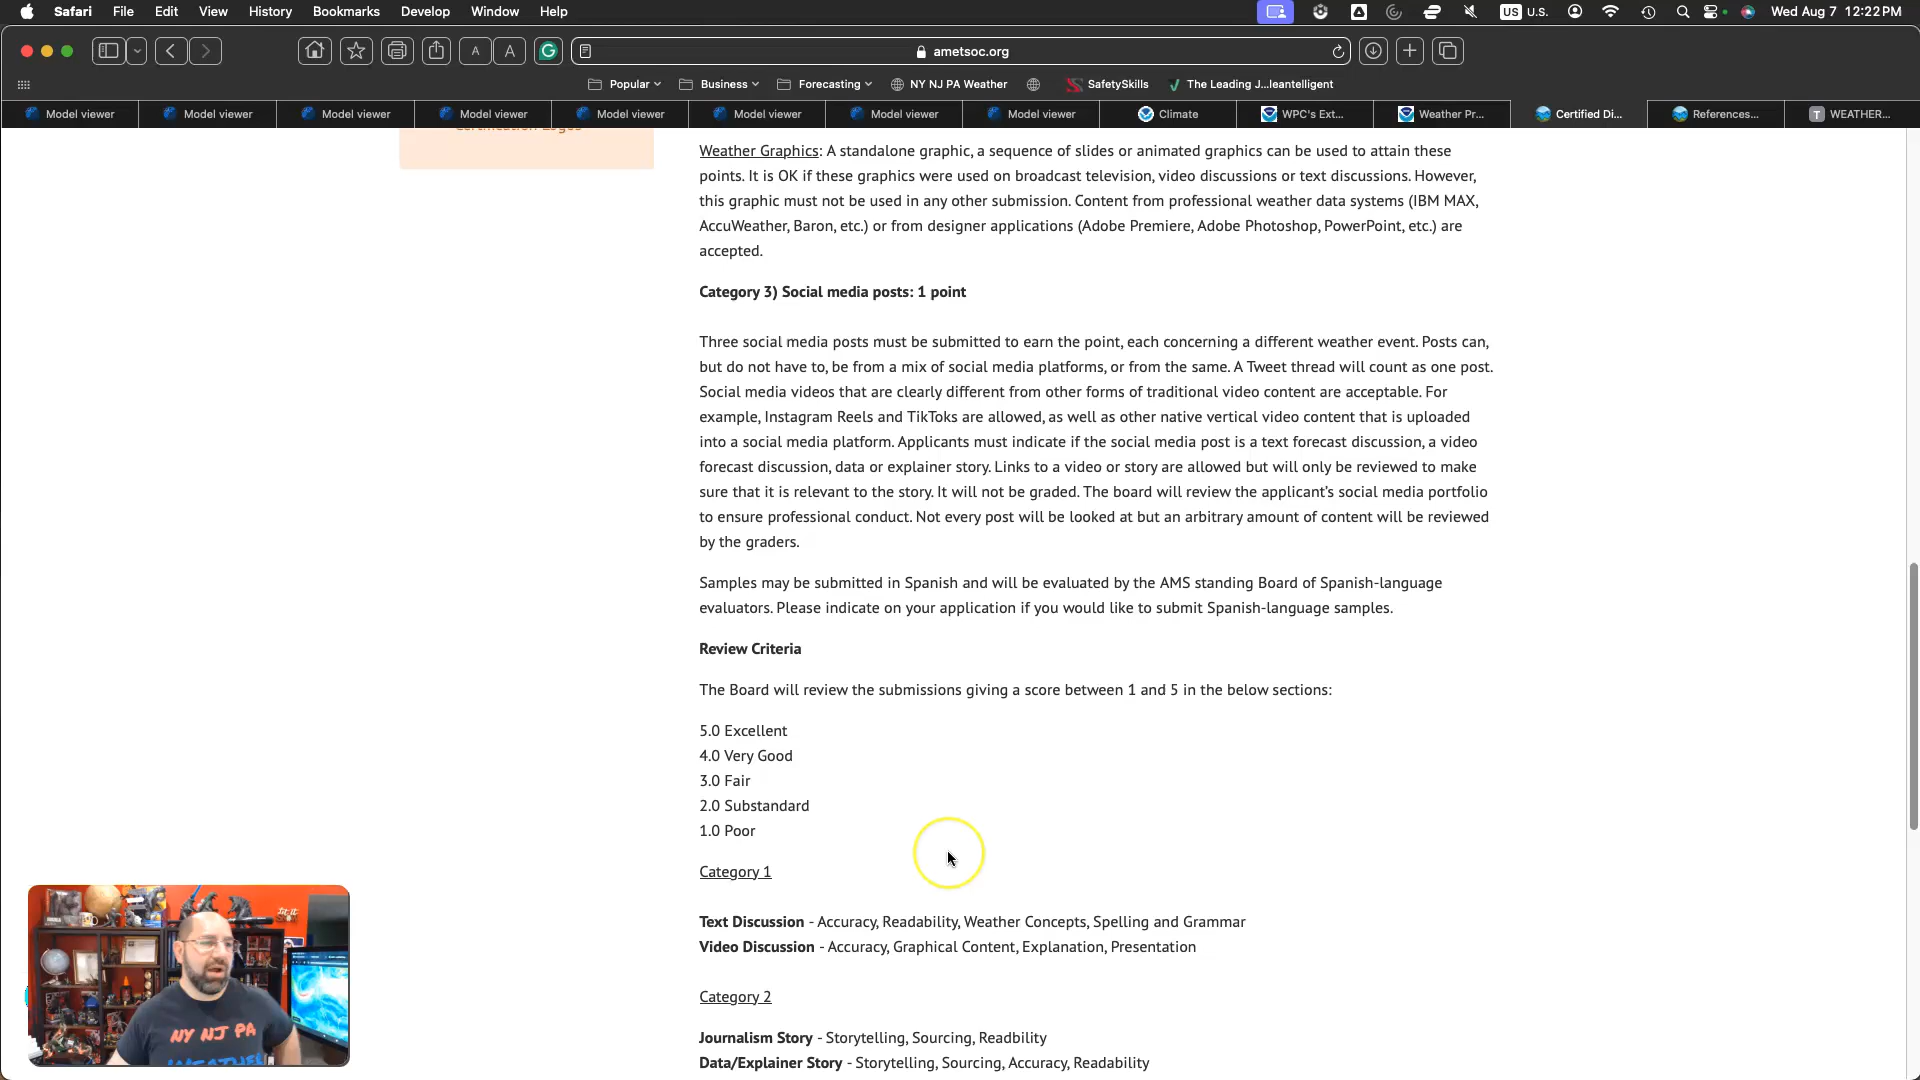 Safari File Edit View History Bookmarks Develop Window Help
US U.S. Wed Aug 7 12:22 PM
A A ametsoc.org
Popular Business Forecasting NY NJ PA Weather SafetySkills The Leading J...leantelligent
Model viewer Model viewer Model viewer Model viewer Model viewer Model viewer Model viewer Model viewer Climate WPC's Ext... Weather Pr... Certified Di... References... T WEATHER...
Weather Graphics: A standalone graphic, a sequence of slides or animated graphics can be used to attain these
points. It is OK if these graphics were used on broadcast television, video discussions or text discussions. However,
this graphic must not be used in any other submission. Content from professional weather data systems (IBM MAX,
AccuWeather, Baron, etc.) or from designer applications (Adobe Premiere, Adobe Photoshop, PowerPoint, etc.) are
accepted.
Category 3) Social media posts: 1 point
Three social media posts must be submitted to earn the point, each concerning a different weather event. Posts can,
but do not have to, be from a mix of social media platforms, or from the same. A Tweet thread will count as one post.
Social media videos that are clearly different from other forms of traditional video content are acceptable. For
example, Instagram Reels and TikToks are allowed, as well as other native vertical video content that is uploaded
into a social media platform. Applicants must indicate if the social media post is a text forecast discussion, a video
forecast discussion, data or explainer story. Links to a video or story are allowed but will only be reviewed to make
sure that it is relevant to the story. It will not be graded. The board will review the applicant's social media portfolio
to ensure professional conduct. Not every post will be looked at but an arbitrary amount of content will be reviewed
by the graders.
Samples may be submitted in Spanish and will be evaluated by the AMS standing Board of Spanish-language
evaluators. Please indicate on your application if you would like to submit Spanish-language samples.
Review Criteria
The Board will review the submissions giving a score between 1 and 5 in the below sections:
5.0 Excellent
4.0 Very Good
3.0 Fair
2.0 Substandard
1.0 Poor
Category 1
Text Discussion - Accuracy, Readability, Weather Concepts, Spelling and Grammar
Video Discussion - Accuracy, Graphical Content, Explanation, Presentation
Category 2
Journalism Story - Storytelling, Sourcing, Readbility
Data/Explainer Story - Storytelling, Sourcing, Accuracy, Readability
NY NJ PA
WEATHER